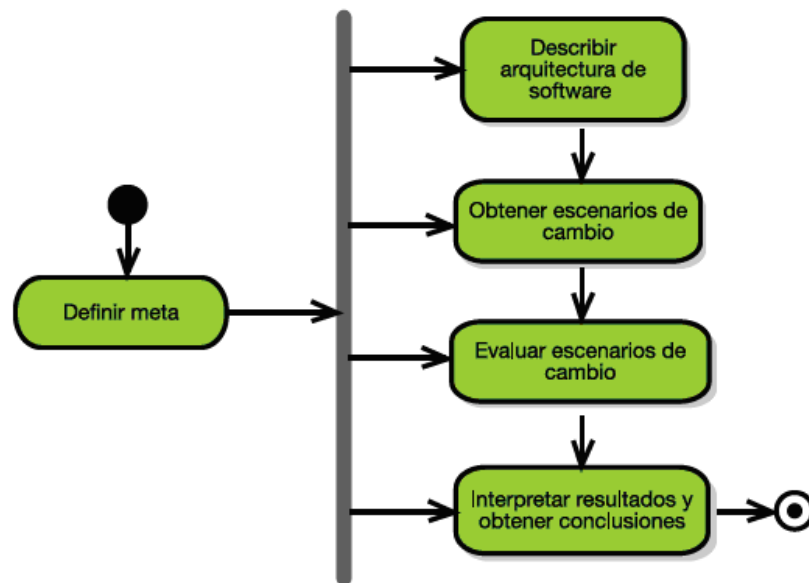 Describir
arquitectura de
software
Obtener escenarios de
cambio
Definir meta
Evaluar escenarios de
cambio
Interpretar resultados y
obtener conclusiones